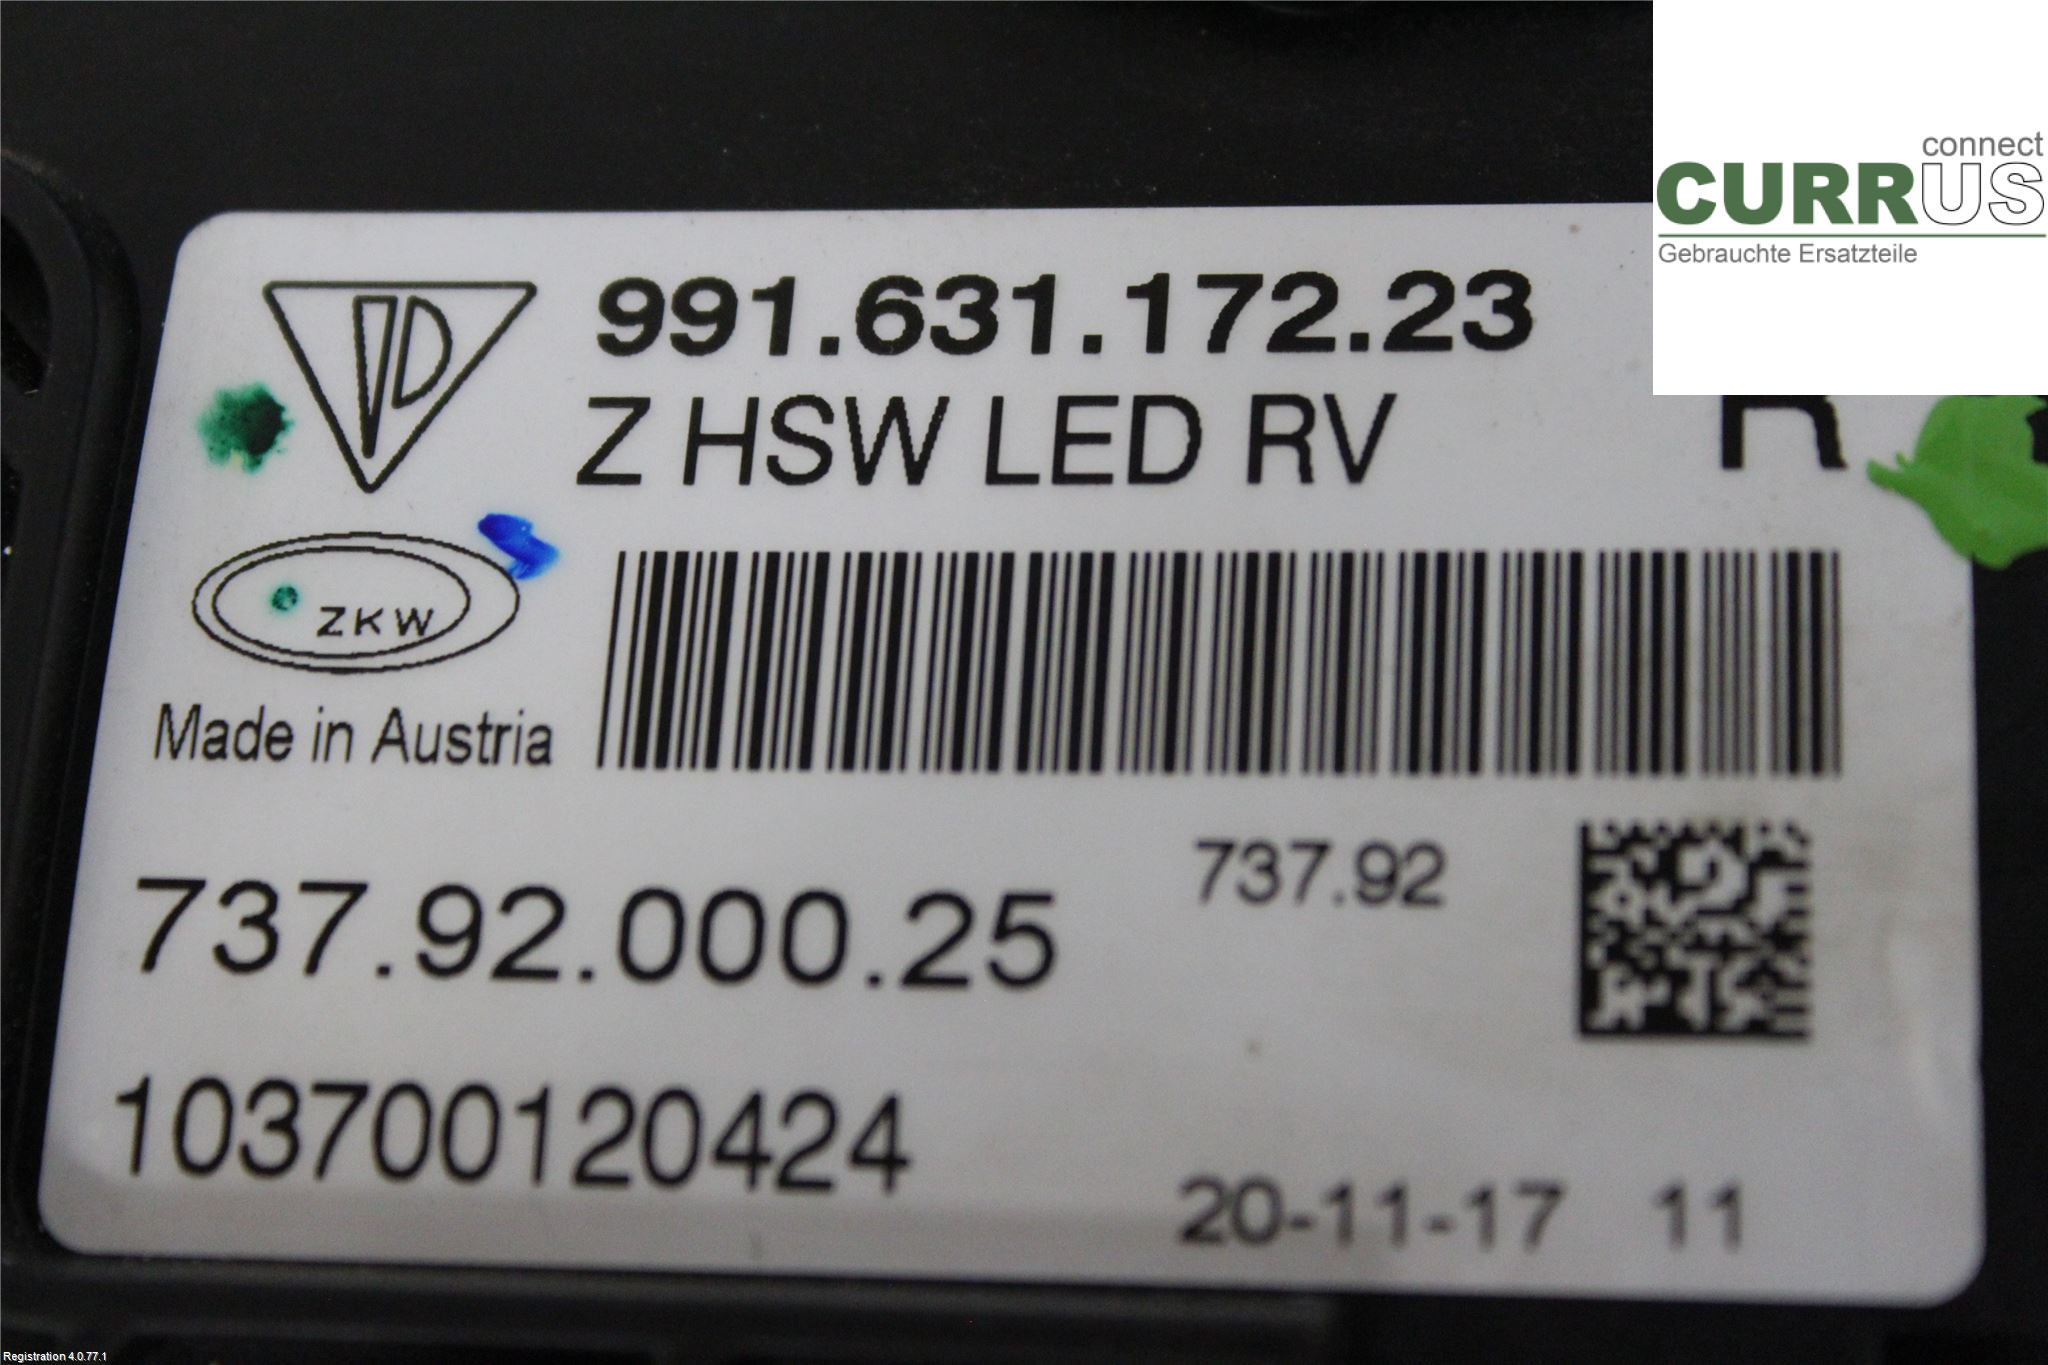 connect
CURRUS
Gebrauchte Ersatzteile
991.631.172.23
Z HSW LED RV
R
ZKW
Made in Austria
737.92
737.92.000.25
103700120424
20-11-17 11
Registration 4.0.77.1